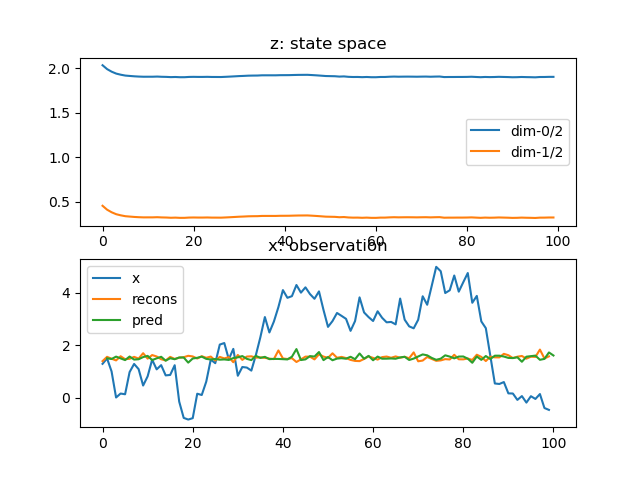 z: state space
2.0
1.5
1.0
0.5
dim-0/2
dim-1/2
0 20 40 60 80 100
x: observation
4
2
0
x
recons
pred
0 20 40 60 80 100